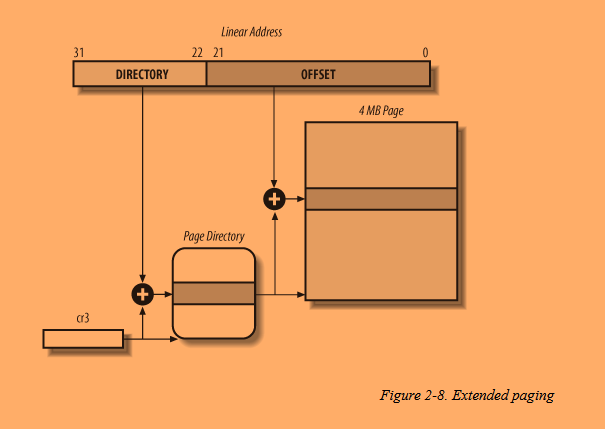 Linear Address
31 22 21 0
DIRECTORY OFFSET
4 MB Page
Page Directory
cr3
Figure 2-8. Extended paging